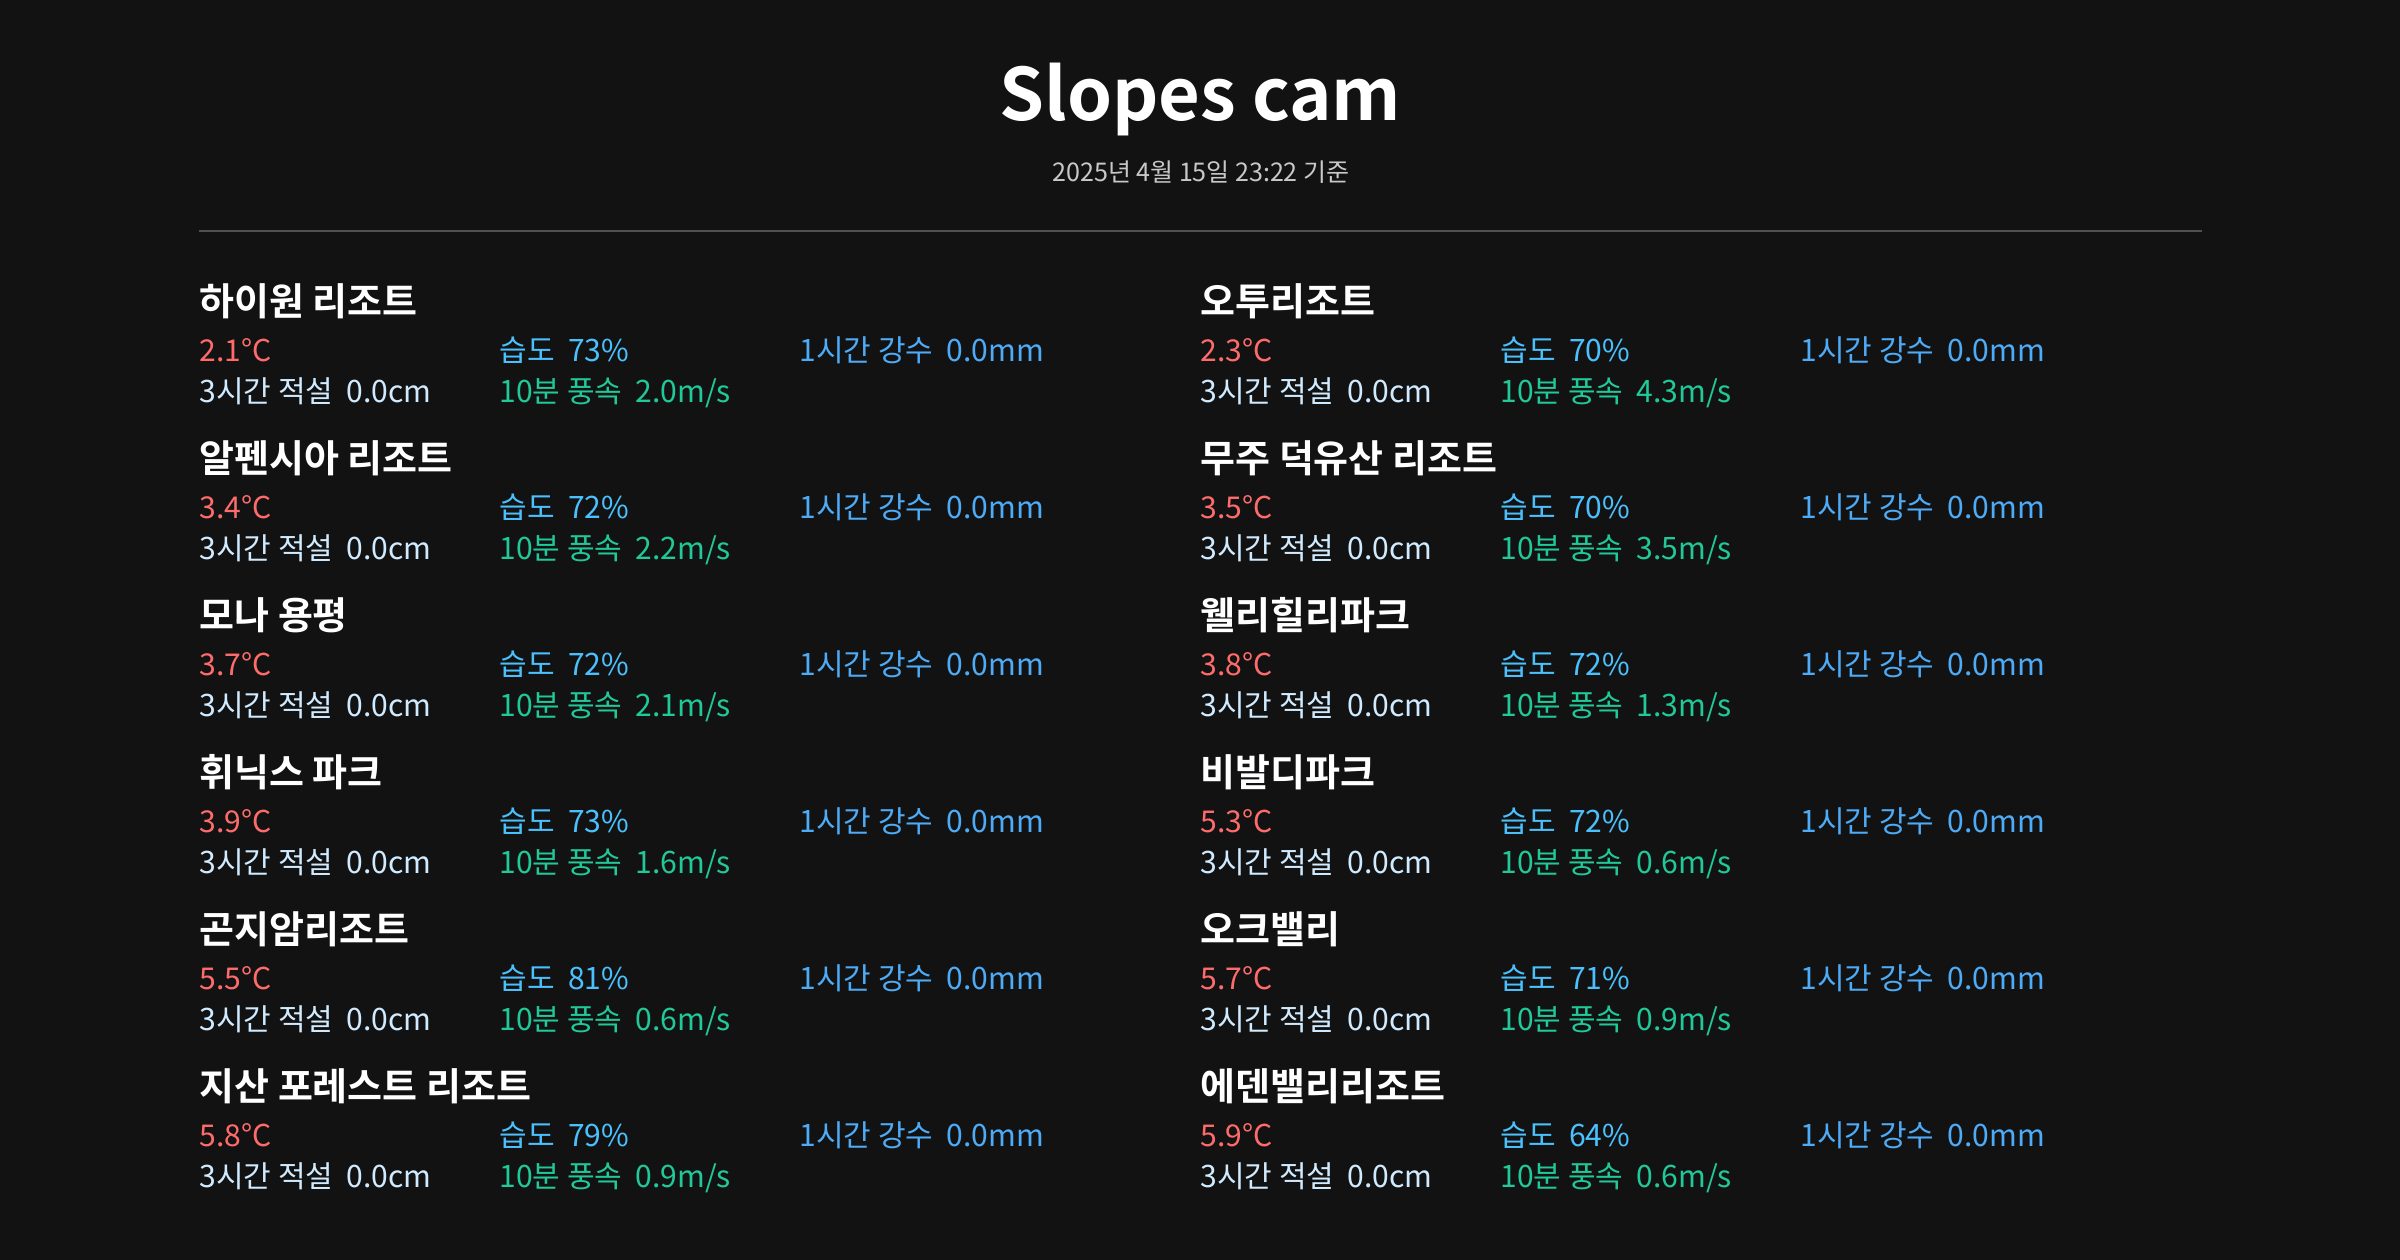 Slopes cam
2025년 4월 15일 23:22 기준
하이원 리조트
2.1°C 습도 73% 1시간 강수 0.0mm
3시간 적설 0.0cm 10분 풍속 2.0m/s
오투리조트
2.3°C 습도 70% 1시간 강수 0.0mm
3시간 적설 0.0cm 10분 풍속 4.3m/s
알펜시아 리조트
3.4°C 습도 72% 1시간 강수 0.0mm
3시간 적설 0.0cm 10분 풍속 2.2m/s
무주 덕유산 리조트
3.5°C 습도 70% 1시간 강수 0.0mm
3시간 적설 0.0cm 10분 풍속 3.5m/s
모나 용평
3.7°C 습도 72% 1시간 강수 0.0mm
3시간 적설 0.0cm 10분 풍속 2.1m/s
웰리힐리파크
3.8°C 습도 72% 1시간 강수 0.0mm
3시간 적설 0.0cm 10분 풍속 1.3m/s
휘닉스 파크
3.9°C 습도 73% 1시간 강수 0.0mm
3시간 적설 0.0cm 10분 풍속 1.6m/s
비발디파크
5.3°C 습도 72% 1시간 강수 0.0mm
3시간 적설 0.0cm 10분 풍속 0.6m/s
곤지암리조트
5.5°C 습도 81% 1시간 강수 0.0mm
3시간 적설 0.0cm 10분 풍속 0.6m/s
오크밸리
5.7°C 습도 71% 1시간 강수 0.0mm
3시간 적설 0.0cm 10분 풍속 0.9m/s
지산 포레스트 리조트
5.8°C 습도 79% 1시간 강수 0.0mm
3시간 적설 0.0cm 10분 풍속 0.9m/s
에덴밸리리조트
5.9°C 습도 64% 1시간 강수 0.0mm
3시간 적설 0.0cm 10분 풍속 0.6m/s